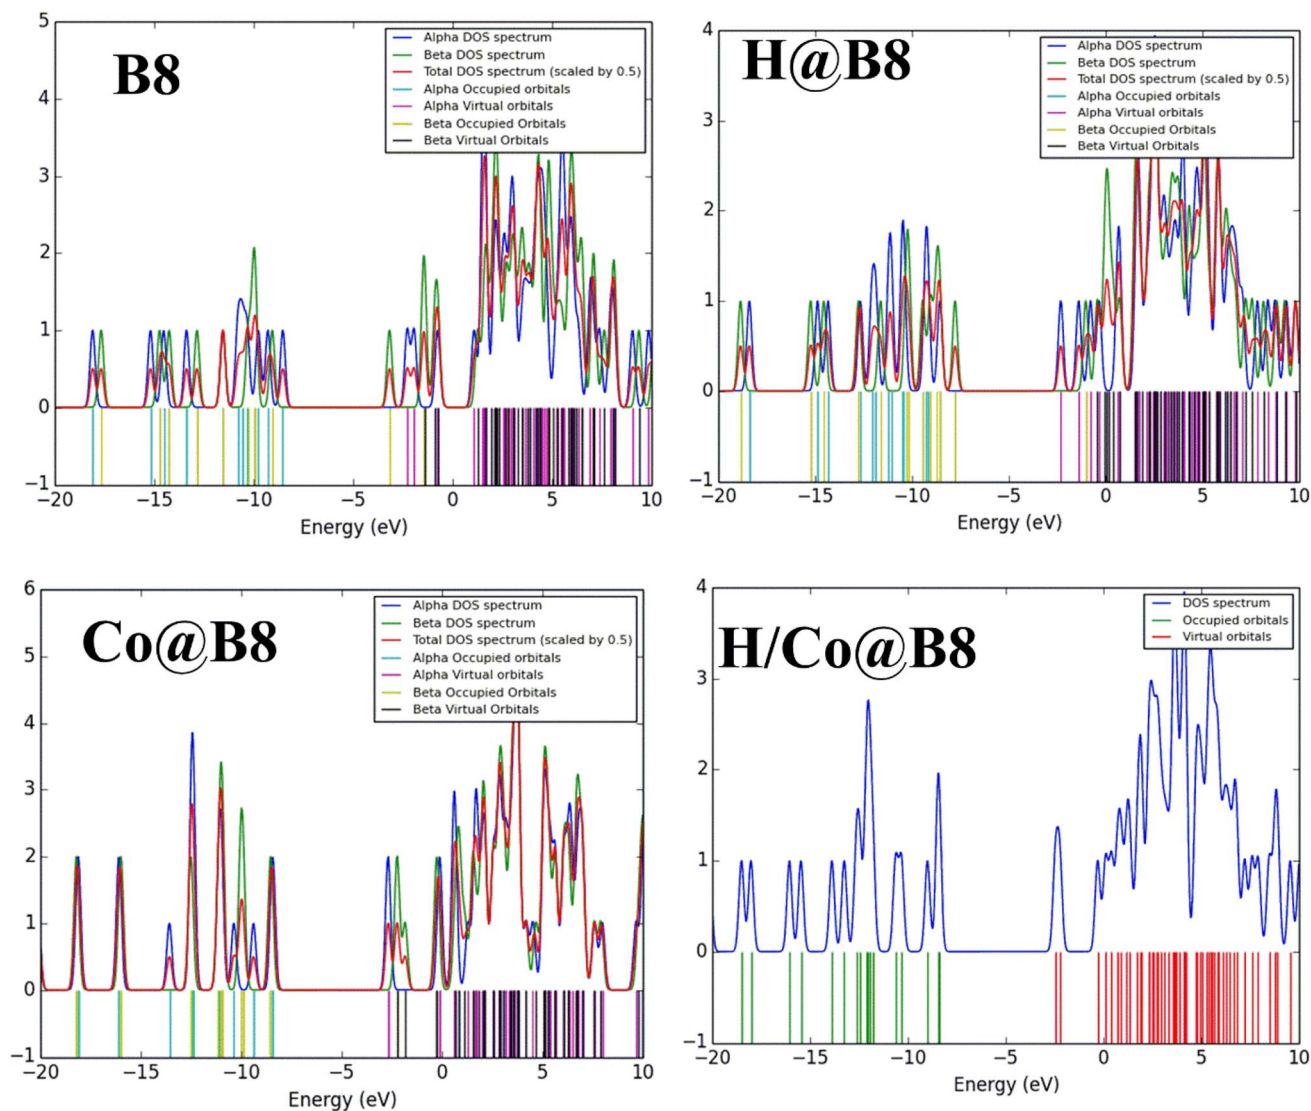 B8
Alpha DOS spectrum
Beta DOS spectrum
Total DOS spectrum (scaled by 0.5)
Alpha Occupied orbitals
Alpha Virtual orbitals
Beta Occupied Orbitals
Beta Virtual Orbitals
5
4
3
2
1
0
−1
−20 −15 −10 −5 0 5 10
Energy (eV)
H@B8
Alpha DOS spectrum
Beta DOS spectrum
Total DOS spectrum (scaled by 0.5)
Alpha Occupied orbitals
Alpha Virtual orbitals
Beta Occupied Orbitals
Beta Virtual Orbitals
4
3
2
1
0
−1
−20 −15 −10 −5 0 5 10
Energy (eV)
Co@B8
Alpha DOS spectrum
Beta DOS spectrum
Total DOS spectrum (scaled by 0.5)
Alpha Occupied orbitals
Alpha Virtual orbitals
Beta Occupied Orbitals
Beta Virtual Orbitals
6
5
4
3
2
1
0
−1
−20 −15 −10 −5 0 5 10
Energy (eV)
H/Co@B8
DOS spectrum
Occupied orbitals
Virtual orbitals
4
3
2
1
0
−1
−20 −15 −10 −5 0 5 10
Energy (eV)